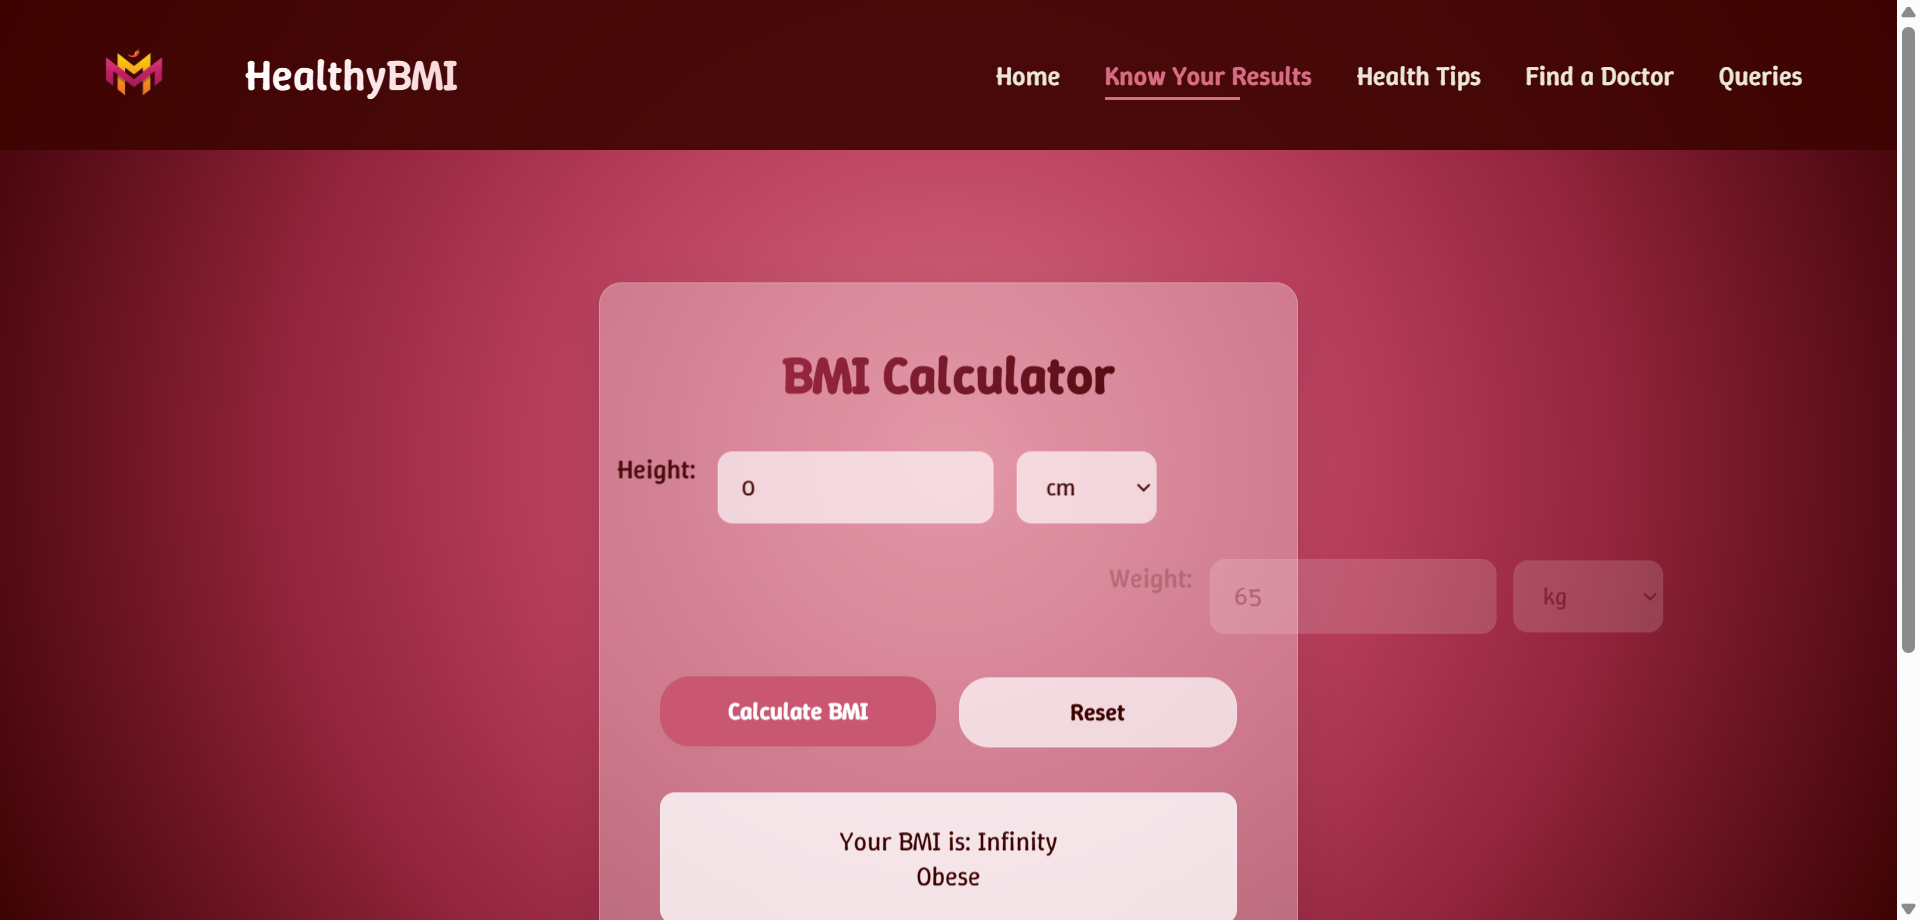 HealthyBMI
Home Know Your Results Health Tips Find a Doctor Queries
BMI Calculator
Height: 0 cm
Weight: 65 kg
Calculate BMI Reset
Your BMI is: Infinity
Obese